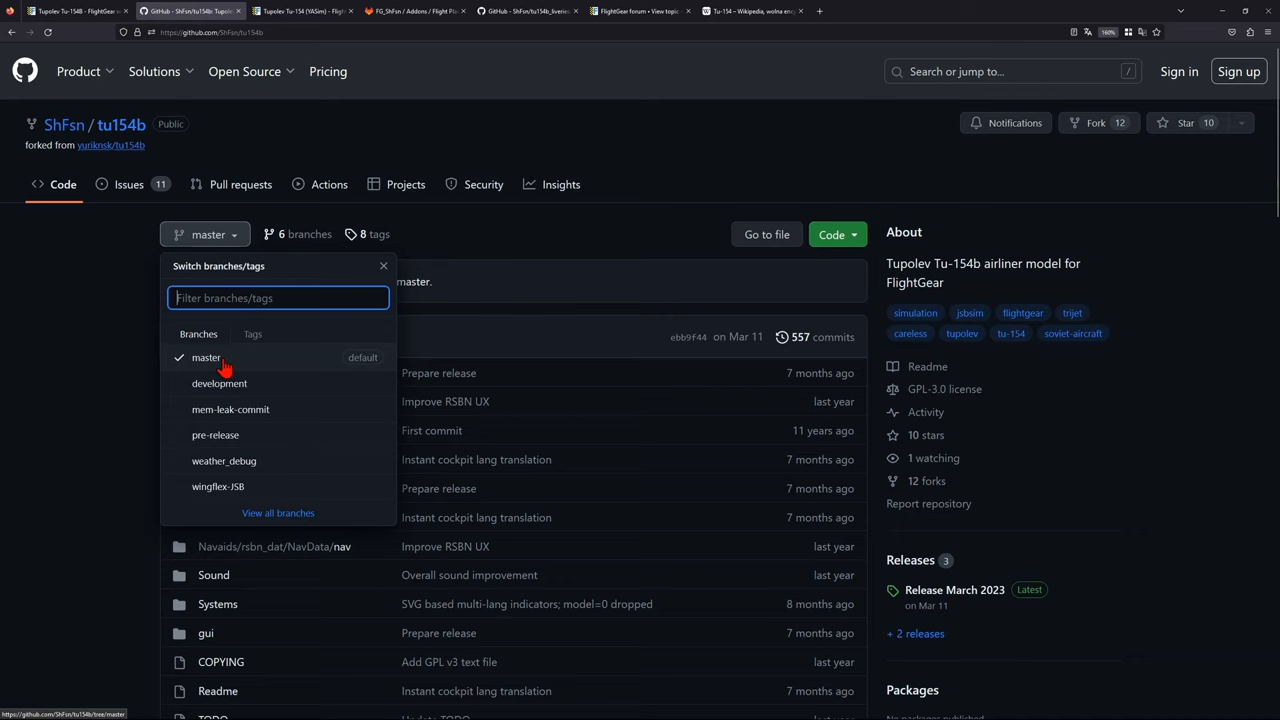 Tupolev Tu-154B - FlightGear w
GitHub - ShFsn/tu154b: Tupole
Tupolev Tu-154 (YASim) - Flight
FG_ShFsn / Addons / Flight Pla
GitHub - ShFsn/tu154b_liveries
FlightGear forum • View topic
Tu-154 – Wikipedia, wolna enc
https://github.com/ShFsn/tu154b
160%
Product
Solutions
Open Source
Pricing
Search or jump to...
/
Sign in
Sign up
ShFsn / tu154b
Public
forked from yuriknsk/tu154b
Notifications
Fork 12
Star 10
Code
Issues 11
Pull requests
Actions
Projects
Security
Insights
master
6 branches
8 tags
Go to file
Code
Switch branches/tags
Filter branches/tags
Branches
Tags
master
default
development
mem-leak-commit
pre-release
weather_debug
wingflex-JSB
View all branches
master.
ebb9f44 on Mar 11
557 commits
Prepare release
7 months ago
Improve RSBN UX
last year
First commit
11 years ago
Instant cockpit lang translation
7 months ago
Prepare release
7 months ago
Instant cockpit lang translation
7 months ago
Navaids/rsbn_dat/NavData/nav
Improve RSBN UX
last year
Sound
Overall sound improvement
last year
Systems
SVG based multi-lang indicators; model=0 dropped
8 months ago
gui
Prepare release
7 months ago
COPYING
Add GPL v3 text file
last year
Readme
Instant cockpit lang translation
7 months ago
TODO
Update TODO
last year
About
Tupolev Tu-154b airliner model for
FlightGear
simulation
jsbsim
flightgear
trijet
careless
tupolev
tu-154
soviet-aircraft
Readme
GPL-3.0 license
Activity
10 stars
1 watching
12 forks
Report repository
Releases 3
Release March 2023
Latest
on Mar 11
+ 2 releases
Packages
No packages published
https://github.com/ShFsn/tu154b/tree/master